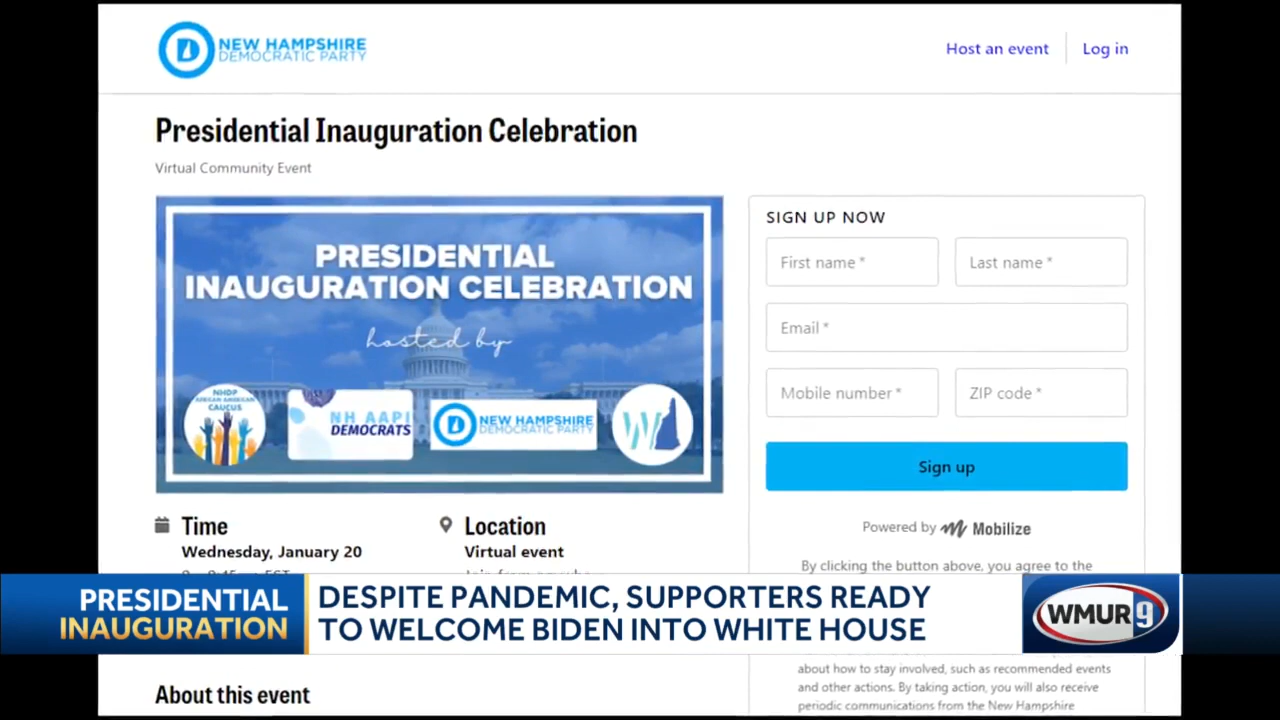 NEW HAMPSHIRE
DEMOCRATIC PARTY
Host an event
Log in
Presidential Inauguration Celebration
Virtual Community Event
PRESIDENTIAL
INAUGURATION CELEBRATION
hosted by
NHDP
AFRICAN AMERICAN
CAUCUS
NH AAPI
DEMOCRATS
NEW HAMPSHIRE
DEMOCRATIC PARTY
SIGN UP NOW
First name *
Last name *
Email *
Mobile number *
ZIP code *
Sign up
Powered by Mobilize
By clicking the button above, you agree to the
Time
Wednesday, January 20
Location
Virtual event
PRESIDENTIAL
INAUGURATION
DESPITE PANDEMIC, SUPPORTERS READY
TO WELCOME BIDEN INTO WHITE HOUSE
WMUR 9
about how to stay involved, such as recommended events
and other actions. By taking action, you will also receive
periodic communications from the New Hampshire
About this event